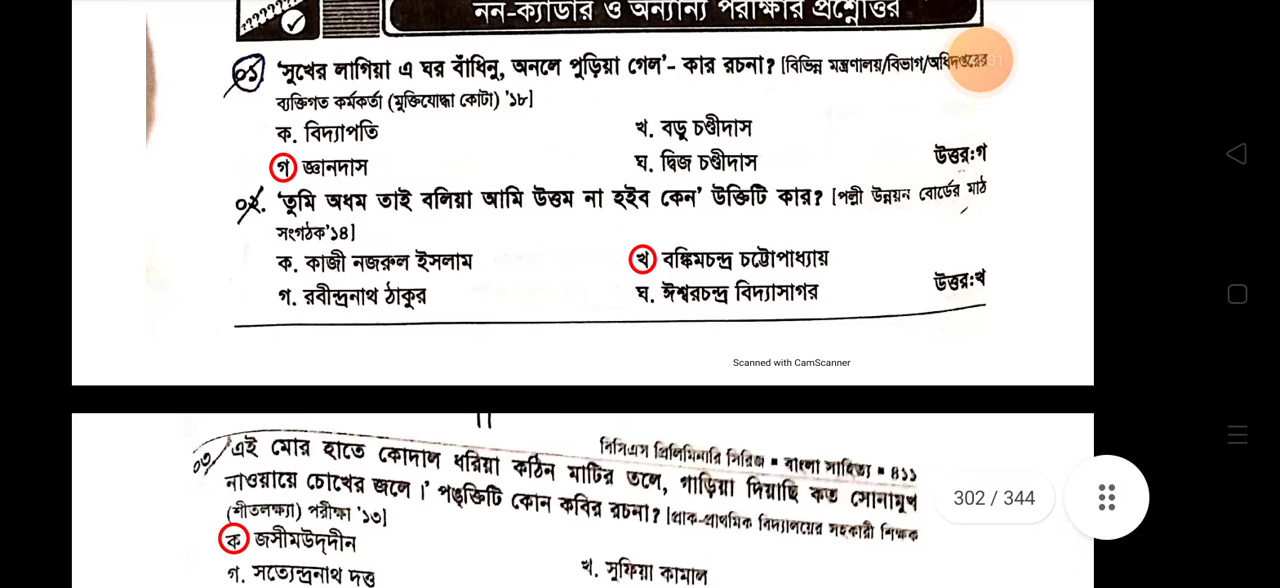 নন-ক্যাডার ও অন্যান্য পরীক্ষার প্রশ্নোত্তর
০১ 'সুখের লাগিয়া এ ঘর বাঁধিনু, অনলে পুড়িয়া গেল'- কার রচনা? [বিভিন্ন মন্ত্রণালয়/বিভাগ/অধিদপ্তরের
ব্যক্তিগত কর্মকর্তা (মুক্তিযোদ্ধা কোটা) '১৮]
ক. বিদ্যাপতি খ. বড়ু চণ্ডীদাস
গ জ্ঞানদাস ঘ. দ্বিজ চণ্ডীদাস উত্তর:গ
০২. 'তুমি অধম তাই বলিয়া আমি উত্তম না হইব কেন' উক্তিটি কার? [পল্লী উন্নয়ন বোর্ডের মাঠ
সংগঠক'১৪]
ক. কাজী নজরুল ইসলাম খ বঙ্কিমচন্দ্র চট্টোপাধ্যায়
গ. রবীন্দ্রনাথ ঠাকুর ঘ. ঈশ্বরচন্দ্র বিদ্যাসাগর উত্তর:খ
Scanned with CamScanner
বিসিএস প্রিলিমিনারি সিরিজ ▪ বাংলা সাহিত্য ▪ ৪১১
০৩ 'এই মোর হাতে কোদাল ধরিয়া কঠিন মাটির তলে, গাড়িয়া দিয়াছি কত সোনামুখ
নাওয়ায়ে চোখের জলে।' পঙ্‌ক্তিটি কোন কবির রচনা? [প্রাক-প্রাথমিক বিদ্যালয়ের সহকারী শিক্ষক
(শীতলক্ষ্যা) পরীক্ষা '১৩]
ক জসীমউদ্‌দীন
খ. সুফিয়া কামাল
গ. সত্যেন্দ্রনাথ দত্ত
302 / 344